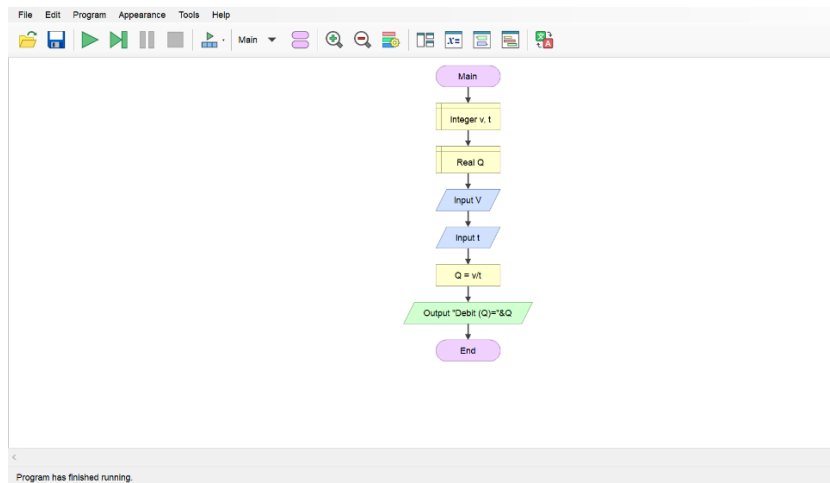 File Edit Program Appearance Tools Help
Main
Main
Integer v, t
Real Q
Input V
Input t
Q = v/t
Output "Debit (Q)="&Q
End
Program has finished running.